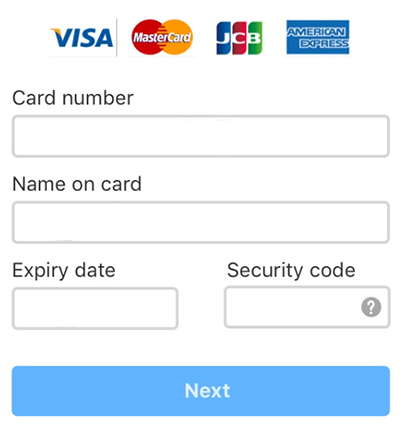 VISA MasterCard JCB AMERICAN EXPRESS
Card number
Name on card
Expiry date Security code
?
Next